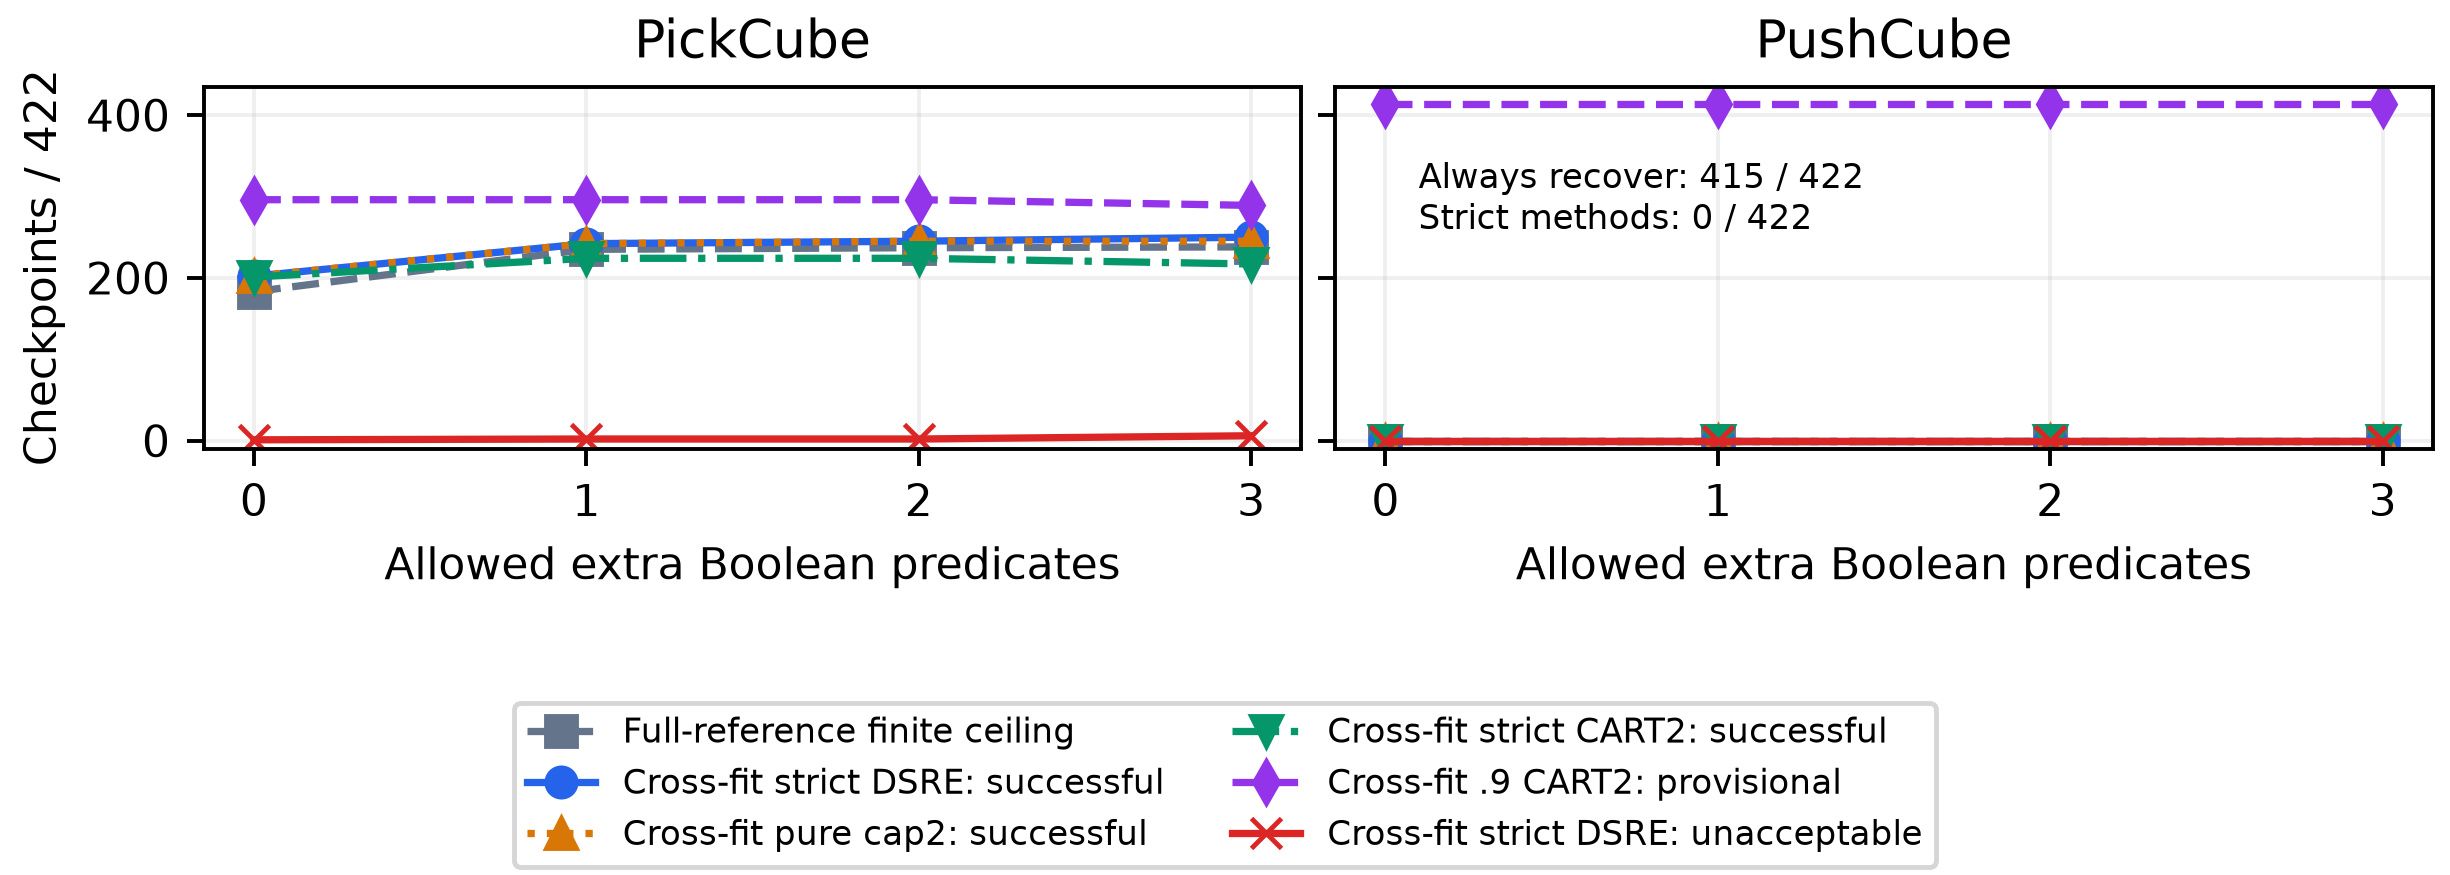 PickCube
PushCube
Checkpoints / 422
400
200
0
Always recover: 415 / 422
Strict methods: 0 / 422
0 1 2 3
0 1 2 3
Allowed extra Boolean predicates
Allowed extra Boolean predicates
Full-reference finite ceiling
Cross-fit strict DSRE: successful
Cross-fit pure cap2: successful
Cross-fit strict CART2: successful
Cross-fit .9 CART2: provisional
Cross-fit strict DSRE: unacceptable